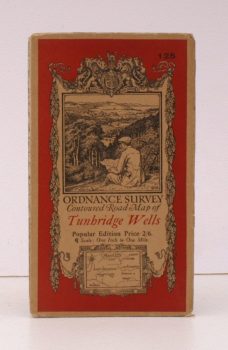 125
ORDNANCE SURVEY
Contoured Road Map of
Tunbridge Wells
Popular Edition Price 2/6.
Scale: One Inch to One Mile